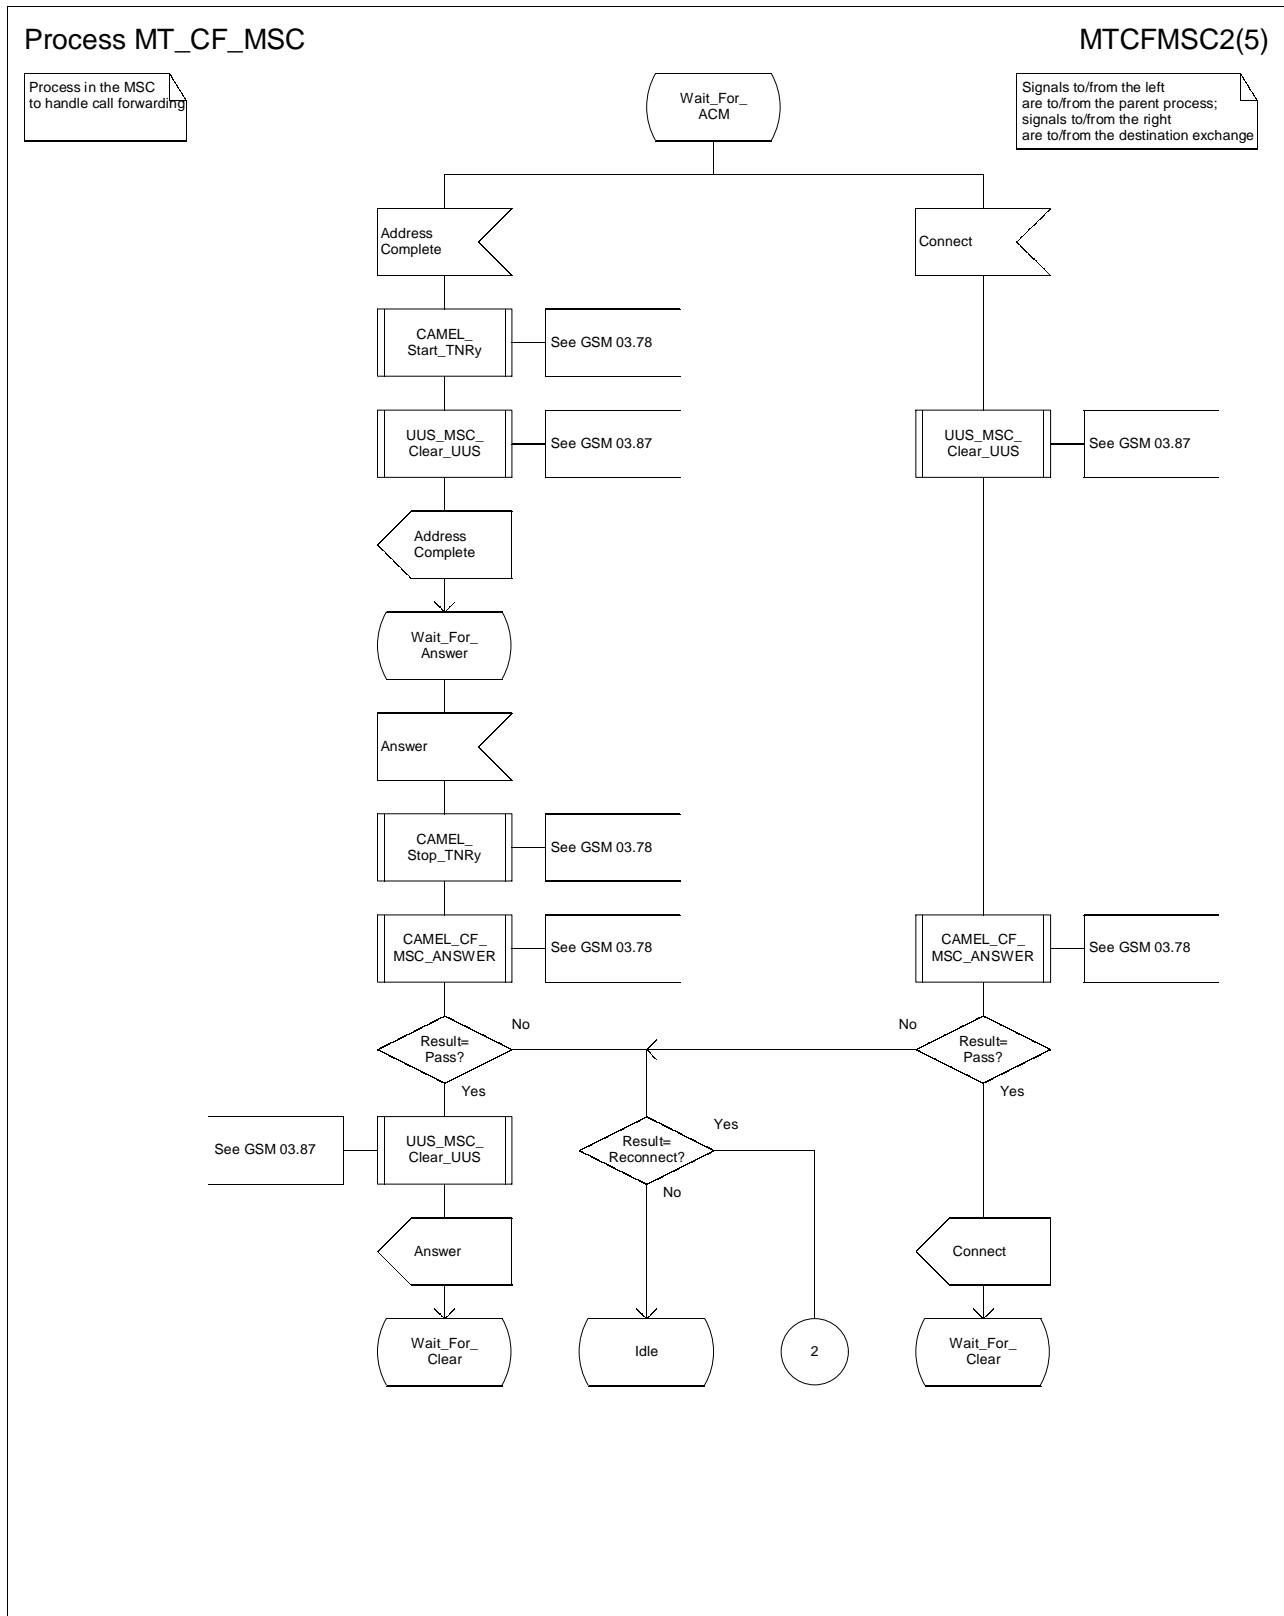 Process MT_CF_MSC
MTCFMSC2(5)
Process in the MSC
to handle call forwarding
Signals to/from the left
are to/from the parent process;
signals to/from the right
are to/from the destination exchange
Wait_For_
ACM
Address
Complete
Connect
CAMEL_
Start_TNRy
See GSM 03.78
UUS_MSC_
Clear_UUS
See GSM 03.87
UUS_MSC_
Clear_UUS
See GSM 03.87
Address
Complete
Wait_For_
Answer
Answer
CAMEL_
Stop_TNRy
See GSM 03.78
CAMEL_CF_
MSC_ANSWER
See GSM 03.78
CAMEL_CF_
MSC_ANSWER
See GSM 03.78
Result=
Pass?
No
No
Result=
Pass?
Yes
Yes
See GSM 03.87
UUS_MSC_
Clear_UUS
Result=
Reconnect?
Yes
No
Answer
Connect
Wait_For_
Clear
Idle
2
Wait_For_
Clear